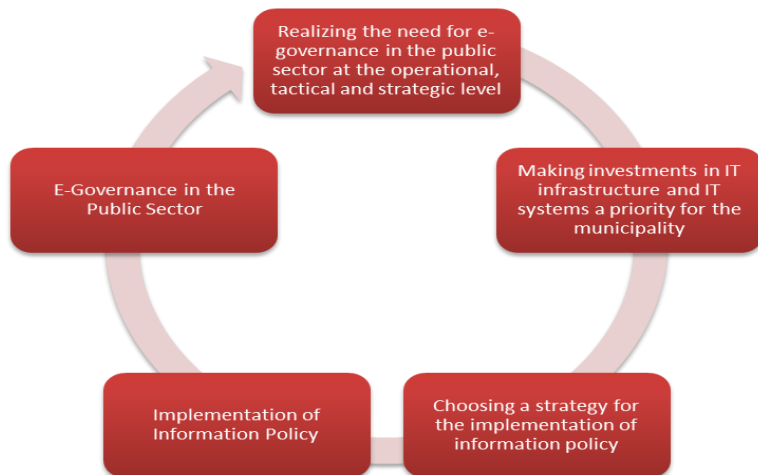 Realizing the need for e-
governance in the public
sector at the operational,
tactical and strategic level
Making investments in IT
infrastructure and IT
systems a priority for the
municipality
Choosing a strategy for
the implementation of
information policy
Implementation of
Information Policy
E-Governance in the
Public Sector